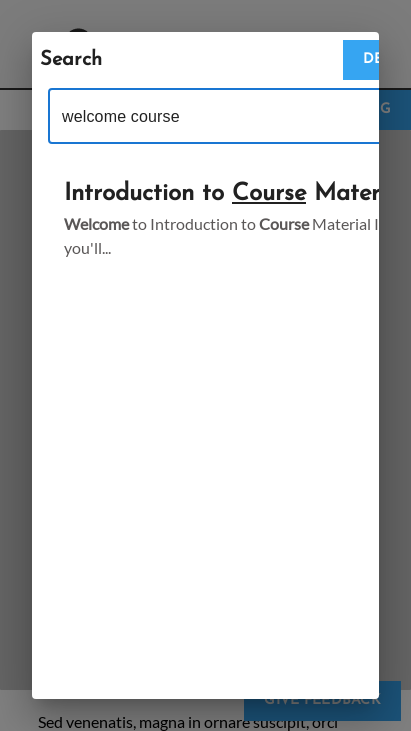 Search
welcome course
Introduction to Course Mater
Welcome to Introduction to Course Material I
you'll...
GIVE FEEDBACK
Sed venenatis, magna in ornare suscipit, orci